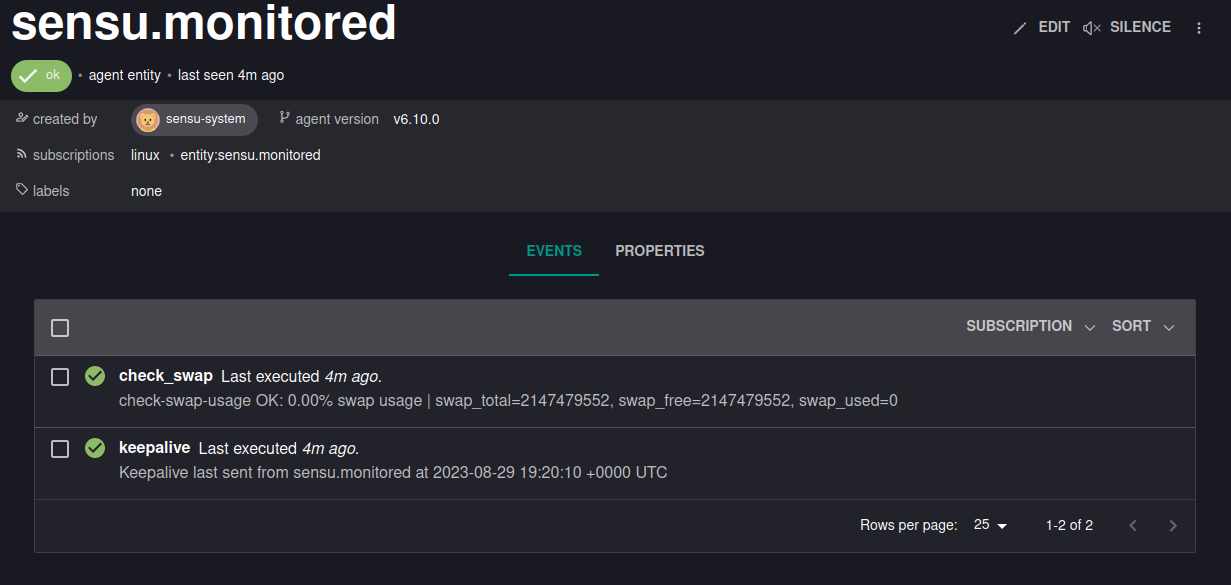 sensu.monitored
EDIT SILENCE
ok • agent entity • last seen 4m ago
created by sensu-system agent version v6.10.0
subscriptions linux • entity:sensu.monitored
labels none
EVENTS PROPERTIES
SUBSCRIPTION SORT
check_swap Last executed 4m ago.
check-swap-usage OK: 0.00% swap usage | swap_total=2147479552, swap_free=2147479552, swap_used=0
keepalive Last executed 4m ago.
Keepalive last sent from sensu.monitored at 2023-08-29 19:20:10 +0000 UTC
Rows per page: 25 1-2 of 2